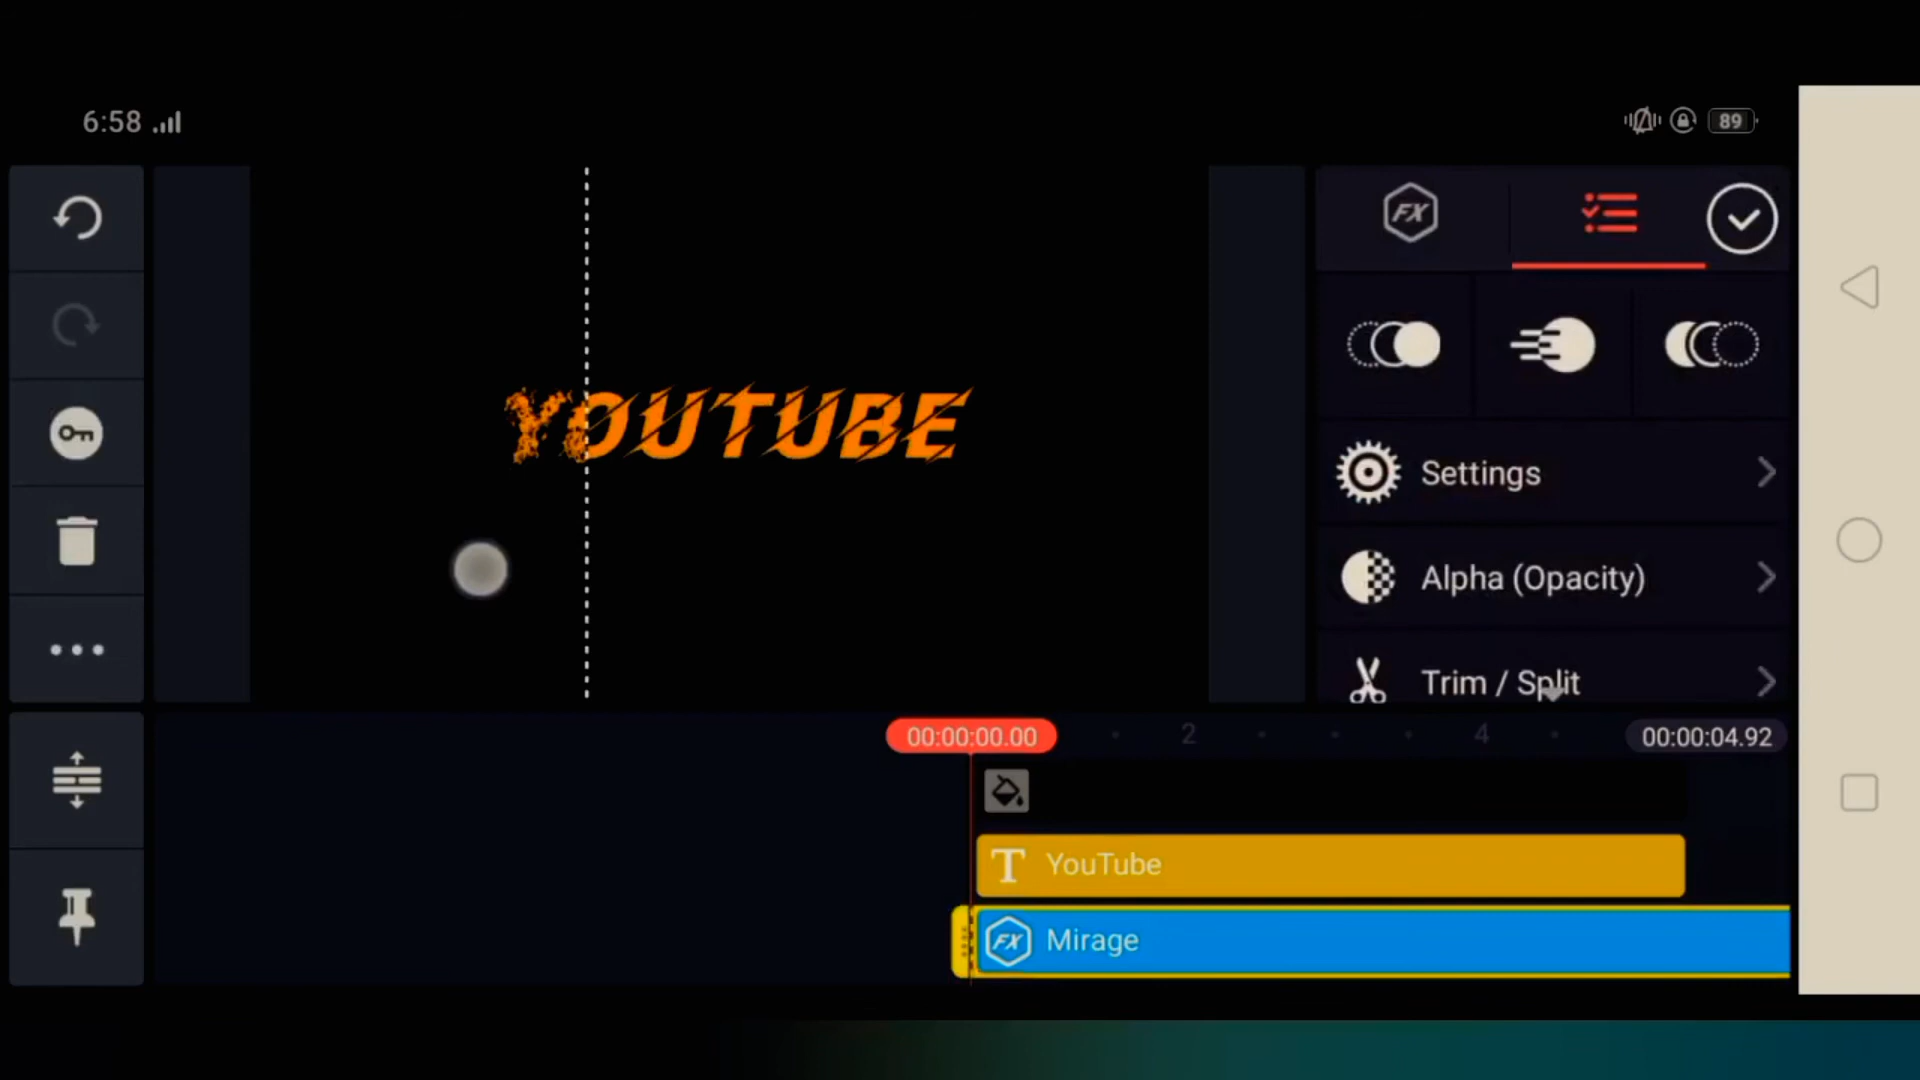 6:58
89
FX
YOUTUBE
Settings
Alpha (Opacity)
Trim / Split
00:00:00.00
2
4
00:00:04.92
T YouTube
FX Mirage